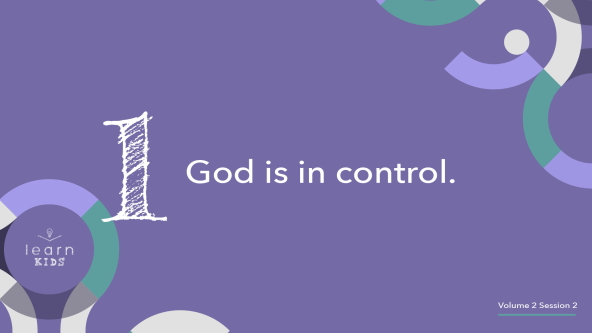 1
God is in control.
learn
KIDS
Volume 2 Session 2